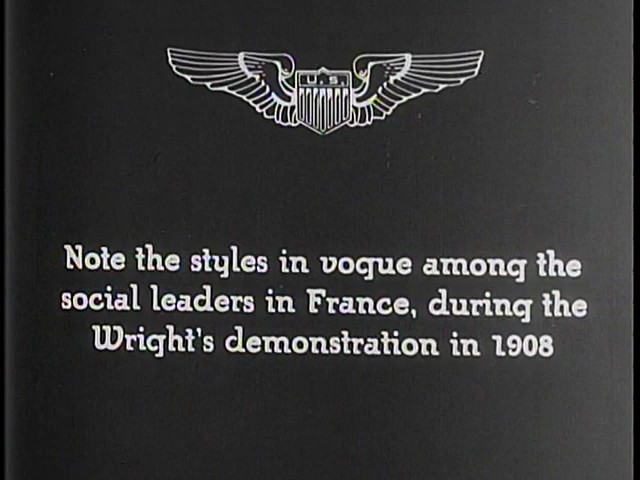 U.S.
Note the styles in vogue among the
social leaders in France, during the
Wright's demonstration in 1908